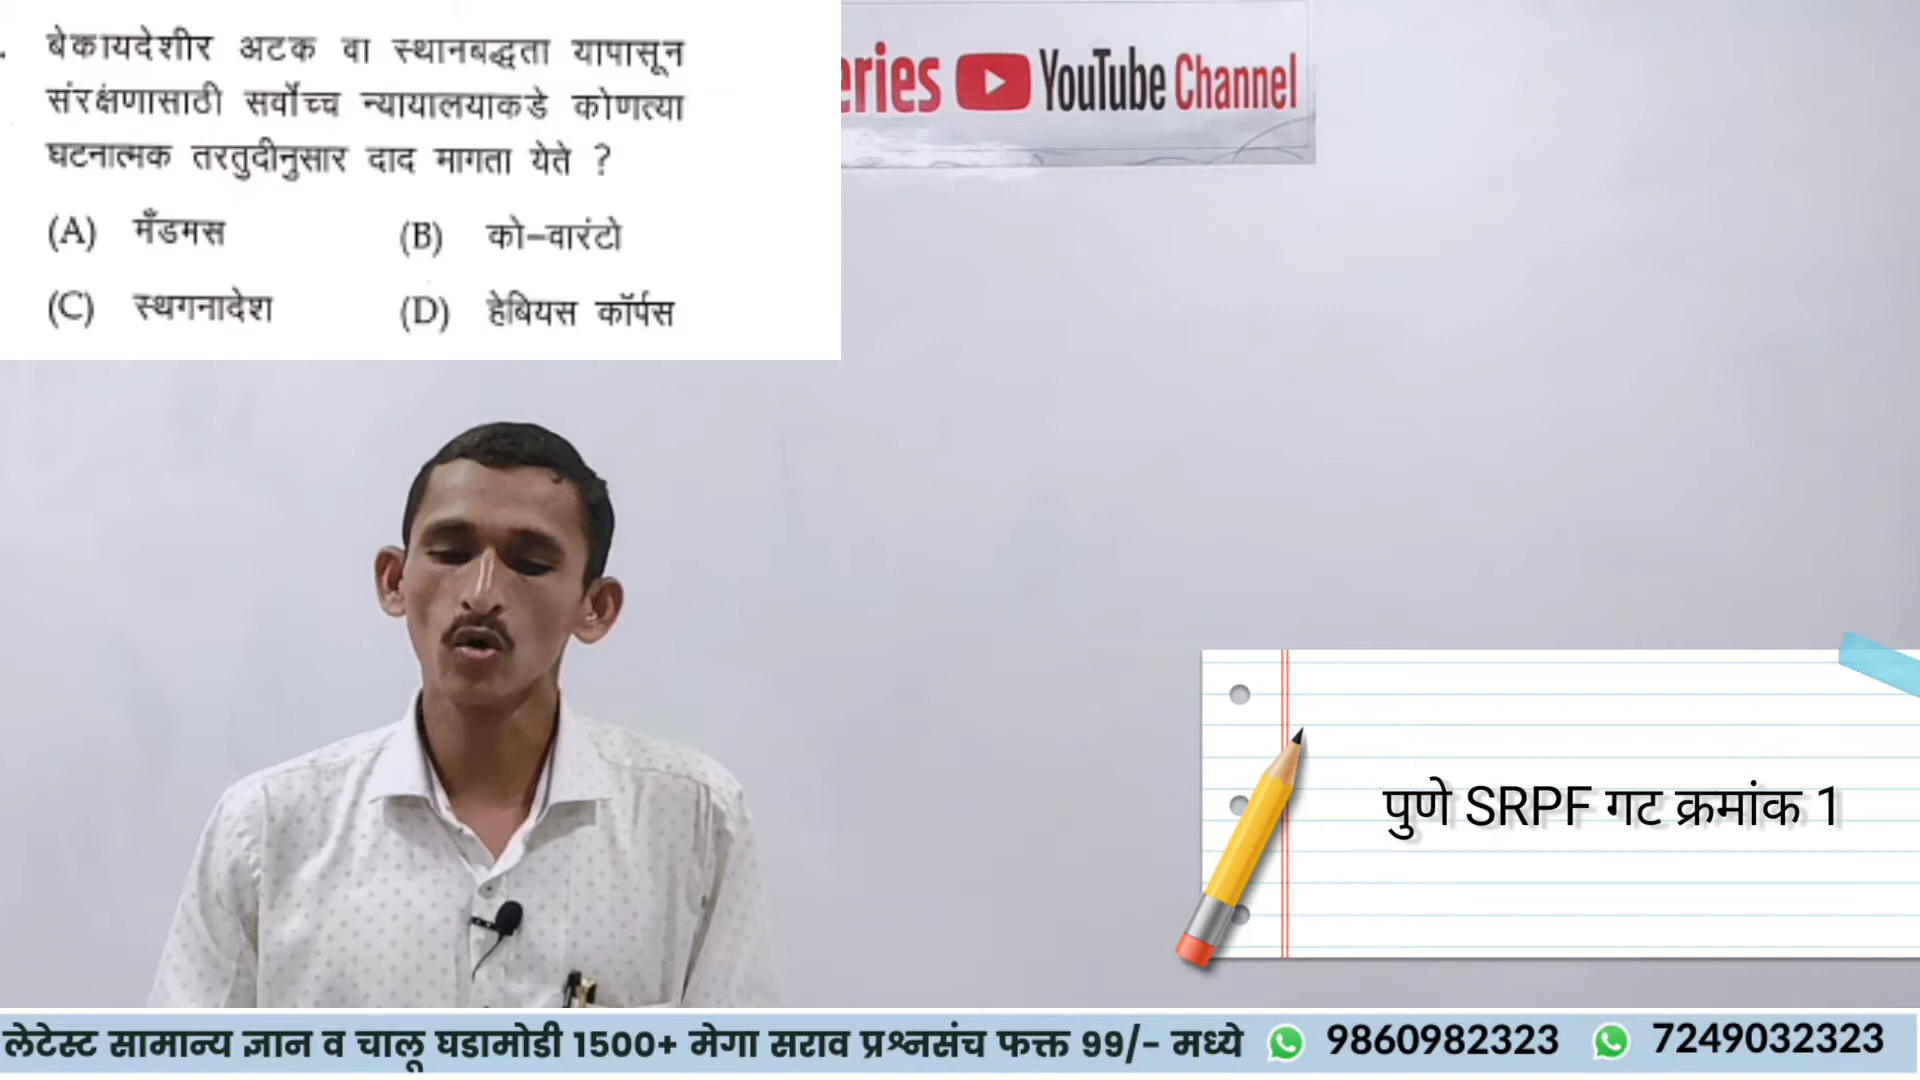 बेकायदेशीर अटक वा स्थानबद्धता यापासून
संरक्षणासाठी सर्वोच्च न्यायालयाकडे कोणत्या
घटनात्मक तरतुदीनुसार दाद मागता येते ?
(A) मँडमस (B) को-वारंटो
(C) स्थगनादेश (D) हेबियस कॉर्पस
eries YouTube Channel
पुणे SRPF गट क्रमांक 1
लेटेस्ट सामान्य ज्ञान व चालू घडामोडी 1500+ मेगा सराव प्रश्नसंच फक्त 99/- मध्ये 9860982323 7249032323